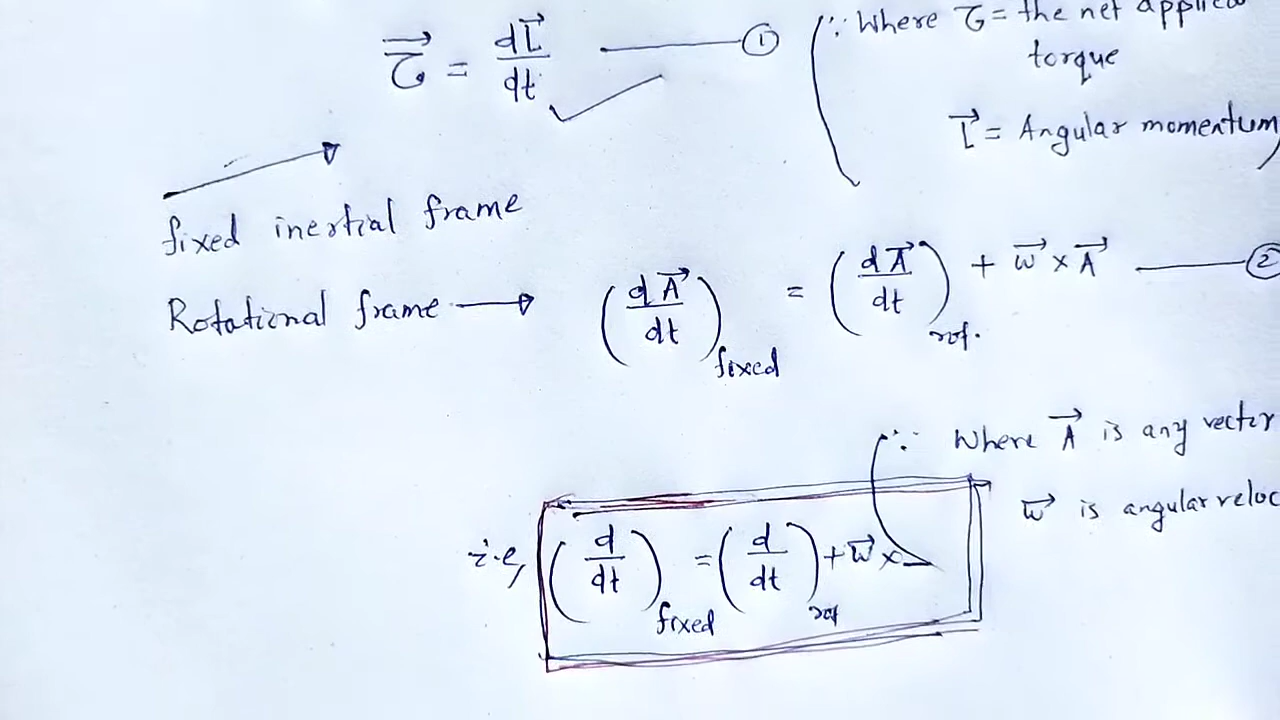 τ⃗ = dL⃗/dt ——— ①
∵ Where τ = the net applied
torque
L⃗ = Angular momentum
fixed inertial frame
Rotational frame → (dA⃗/dt)fixed = (dA⃗/dt)rot. + w⃗ × A⃗ ——— ②
∵ Where A⃗ is any vector
w⃗ is angular veloc
i.e, (d/dt)fixed = (d/dt)rot + w⃗ ×